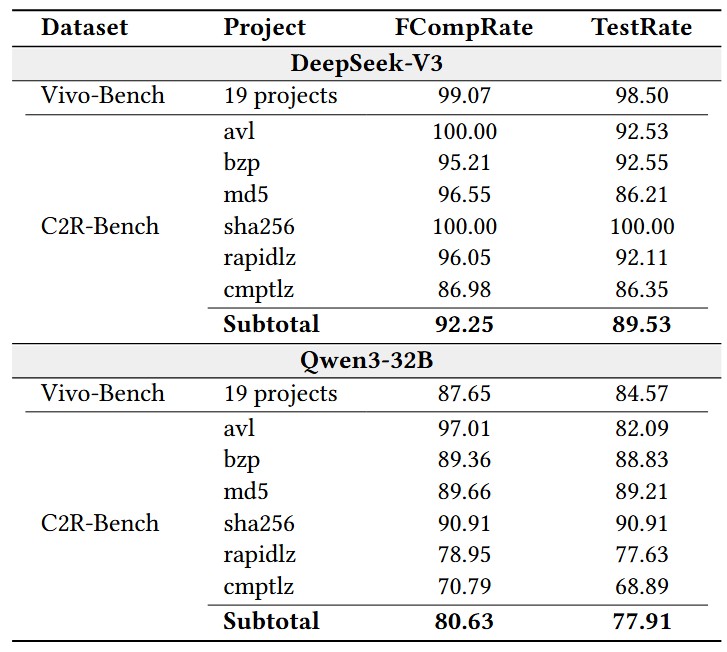 Dataset Project FCompRate TestRate
DeepSeek-V3
Vivo-Bench 19 projects 99.07 98.50
avl 100.00 92.53
bzp 95.21 92.55
md5 96.55 86.21
C2R-Bench sha256 100.00 100.00
rapidlz 96.05 92.11
cmptlz 86.98 86.35
Subtotal 92.25 89.53
Qwen3-32B
Vivo-Bench 19 projects 87.65 84.57
avl 97.01 82.09
bzp 89.36 88.83
md5 89.66 89.21
C2R-Bench sha256 90.91 90.91
rapidlz 78.95 77.63
cmptlz 70.79 68.89
Subtotal 80.63 77.91